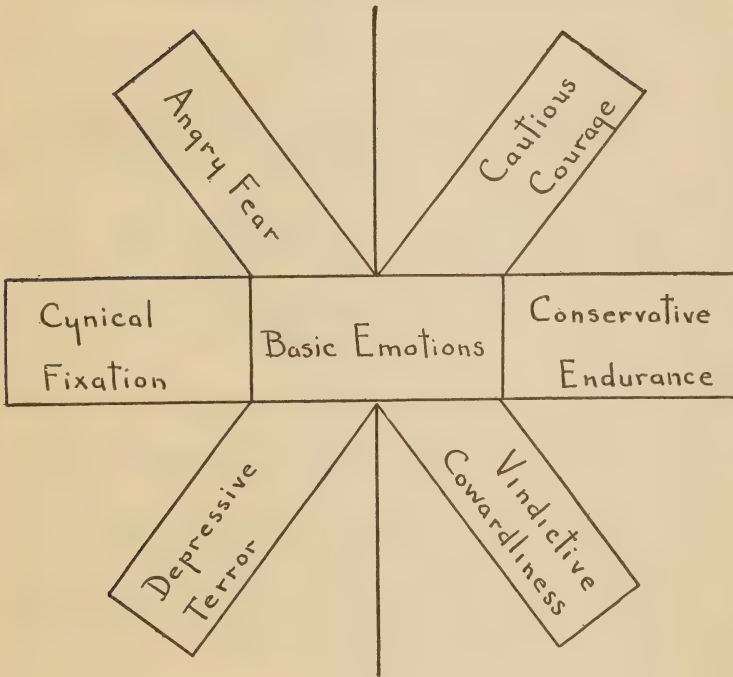 Angry Fear
Cautious
Courage
Cynical
Fixation
Basic Emotions
Conservative
Endurance
Depressive
Terror
Vindictive
Cowardliness